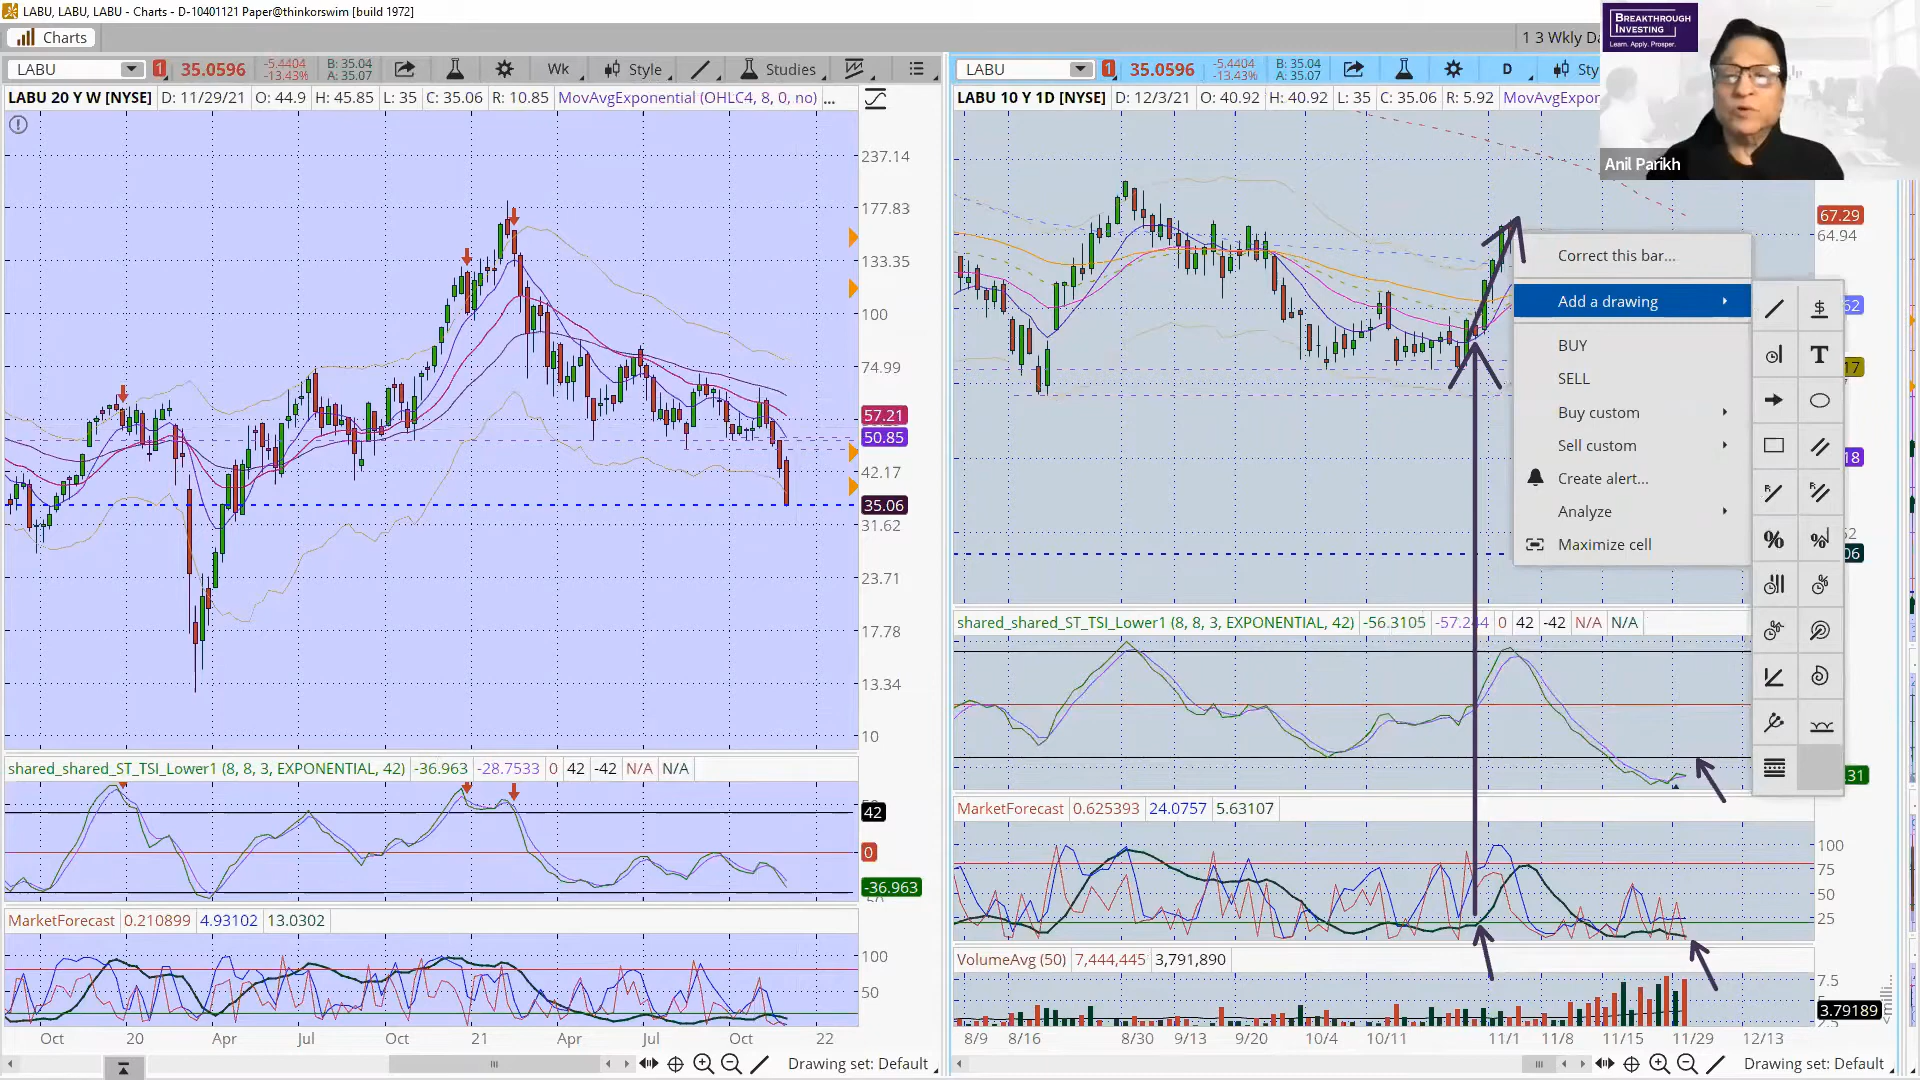 LABU, LABU, LABU - Charts - D-10401121 Paper@thinkorswim [build 1972]
Charts
1 3 Wkly Da
BREAKTHROUGH
INVESTING
Learn. Apply. Prosper.
Anil Parikh
LABU
1
35.0596
-5.4404
-13.43%
B: 35.04
A: 35.07
Wk
Style
Studies
LABU 20 Y W [NYSE]
D: 11/29/21
O: 44.9
H: 45.85
L: 35
C: 35.06
R: 10.85
MovAvgExponential (OHLC4, 8, 0, no)
...
237.14
177.83
133.35
100
74.99
57.21
50.85
42.17
35.06
31.62
23.71
17.78
13.34
10
shared_shared_ST_TSI_Lower1 (8, 8, 3, EXPONENTIAL, 42)
-36.963
-28.7533
0
42
-42
N/A
N/A
42
0
-36.963
MarketForecast
0.210899
4.93102
13.0302
100
50
Oct
20
Apr
Jul
Oct
21
Apr
Jul
Oct
22
Drawing set: Default
LABU
1
35.0596
-5.4404
-13.43%
B: 35.04
A: 35.07
D
Sty
LABU 10 Y 1D [NYSE]
D: 12/3/21
O: 40.92
H: 40.92
L: 35
C: 35.06
R: 5.92
MovAvgExpor
67.29
64.94
62
17
18
52
06
Correct this bar...
Add a drawing
BUY
SELL
Buy custom
Sell custom
Create alert...
Analyze
Maximize cell
shared_shared_ST_TSI_Lower1 (8, 8, 3, EXPONENTIAL, 42)
-56.3105
0
42
-42
N/A
N/A
.31
MarketForecast
0.625393
24.0757
5.63107
100
75
50
25
VolumeAvg (50)
7,444,445
3,791,890
7.5
3.79189
8/9
8/16
8/30
9/13
9/20
10/4
10/11
11/1
11/8
11/15
11/29
12/13
Drawing set: Default